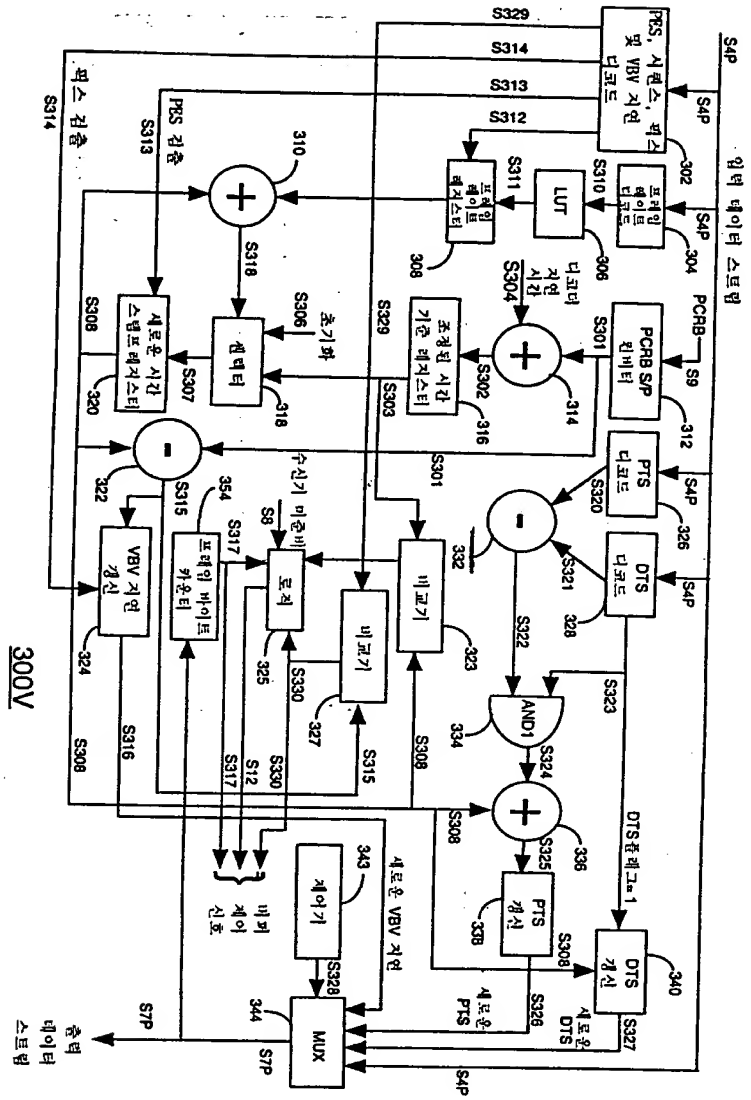 입력 데이터 스트림
S4P
S4P
PES, 시퀀스, 픽스
및 VBV 지연
디코드
302
S329
S314
S313
S312
S4P
프레임
레이트
디코드
304
S310
LUT
306
S311
프레임
레이트
레지스터
308
PCRB
S9
PCRB S/P
컨버터
312
S301
디코더
지연
시간
S304
314
S302
조정된 시간
기준 레지스터
316
S303
S329
310
S318
초기화
S306
셀렉터
318
S307
새로운 시간
스탬프레지스터
320
S308
PES 검출
S313
픽스 검출
S314
S4P
PTS
디코드
326
S320
S4P
DTS
디코드
328
S321
332
S322
S323
AND1
334
S324
336
S325
PTS
갱신
338
S326
새로운
PTS
DTS플래그=1
DTS
갱신
340
S308
S327
새로운
DTS
S4P
S301
비교기
323
S308
S308
비교기
327
S315
수신기 미준비
S8
로직
325
S330
S330
S12
S317
버퍼
제어
신호
322
S315
354
S317
프레임 바이트
카운터
VBV 지연
갱신
324
S316
S308
새로운 VBV 지연
343
제어기
S328
344
MUX
S7P
S7P
출력
데이터
스트림
300V